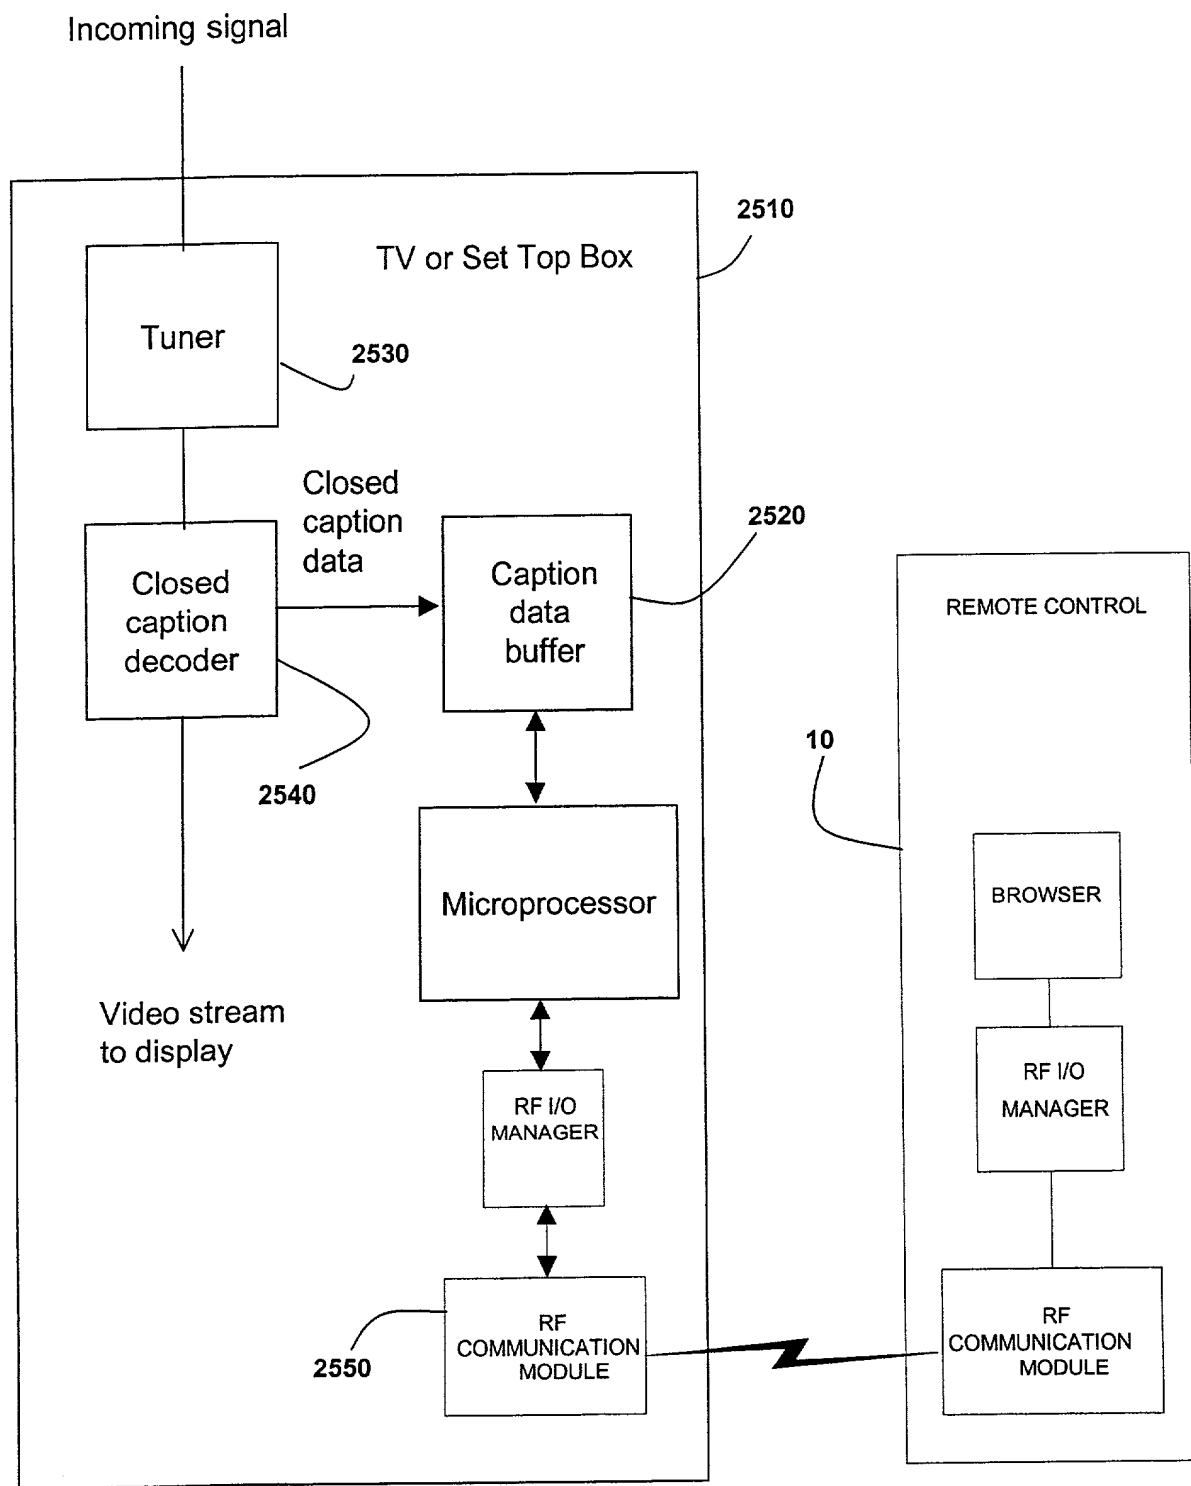 Incoming signal
2510
TV or Set Top Box
Tuner
2530
Closed
caption
data
2520
Closed
caption
decoder
Caption
data
buffer
REMOTE CONTROL
10
2540
BROWSER
Microprocessor
Video stream
to display
RF I/O
MANAGER
RF I/O
MANAGER
RF
COMMUNICATION
MODULE
2550
RF
COMMUNICATION
MODULE